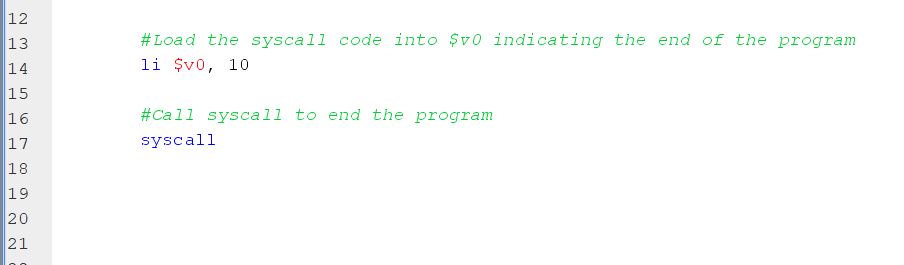 12
13 #Load the syscall code into $v0 indicating the end of the program
14 li $v0, 10
15
16 #Call syscall to end the program
17 syscall
18
19
20
21